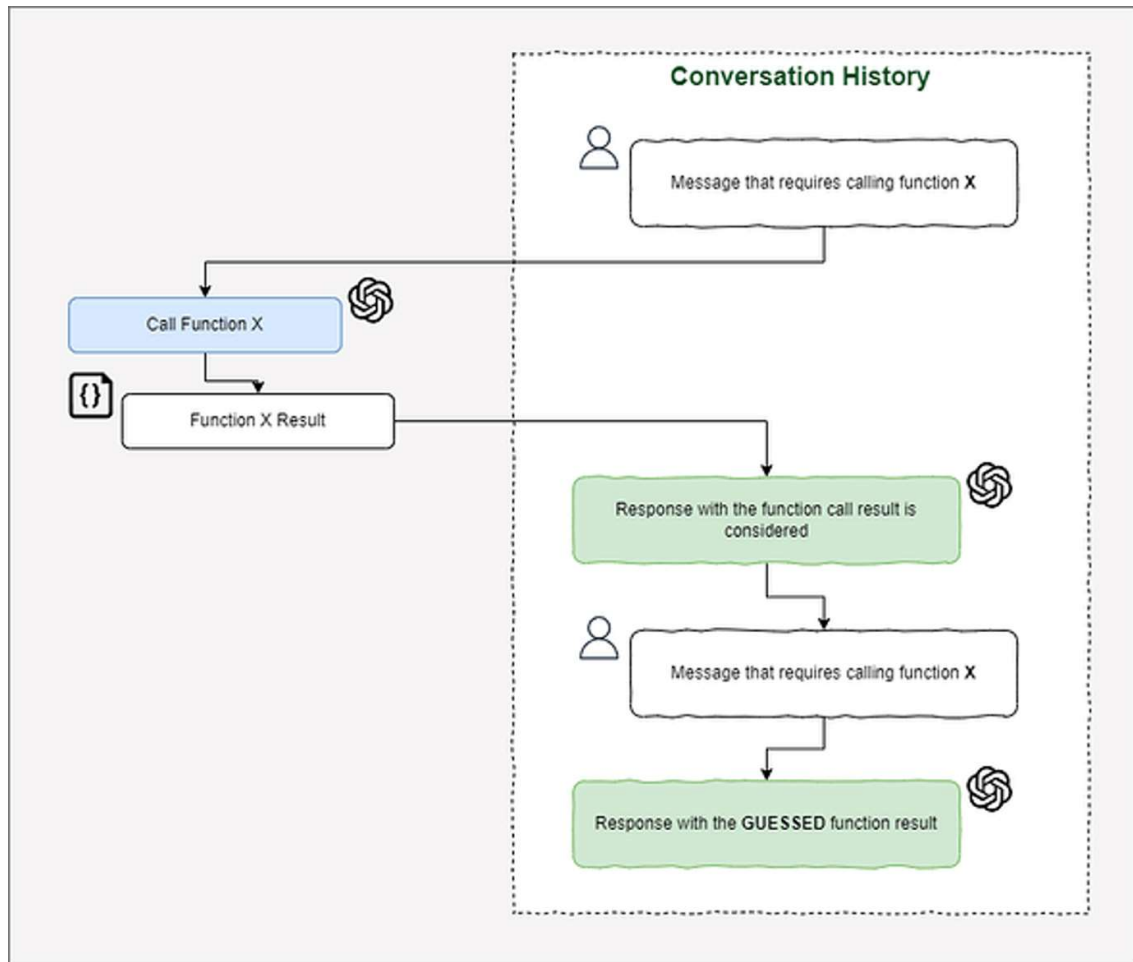 Conversation History
Message that requires calling function X
Call Function X
{}
Function X Result
Response with the function call result is
considered
Message that requires calling function X
Response with the GUESSED function result